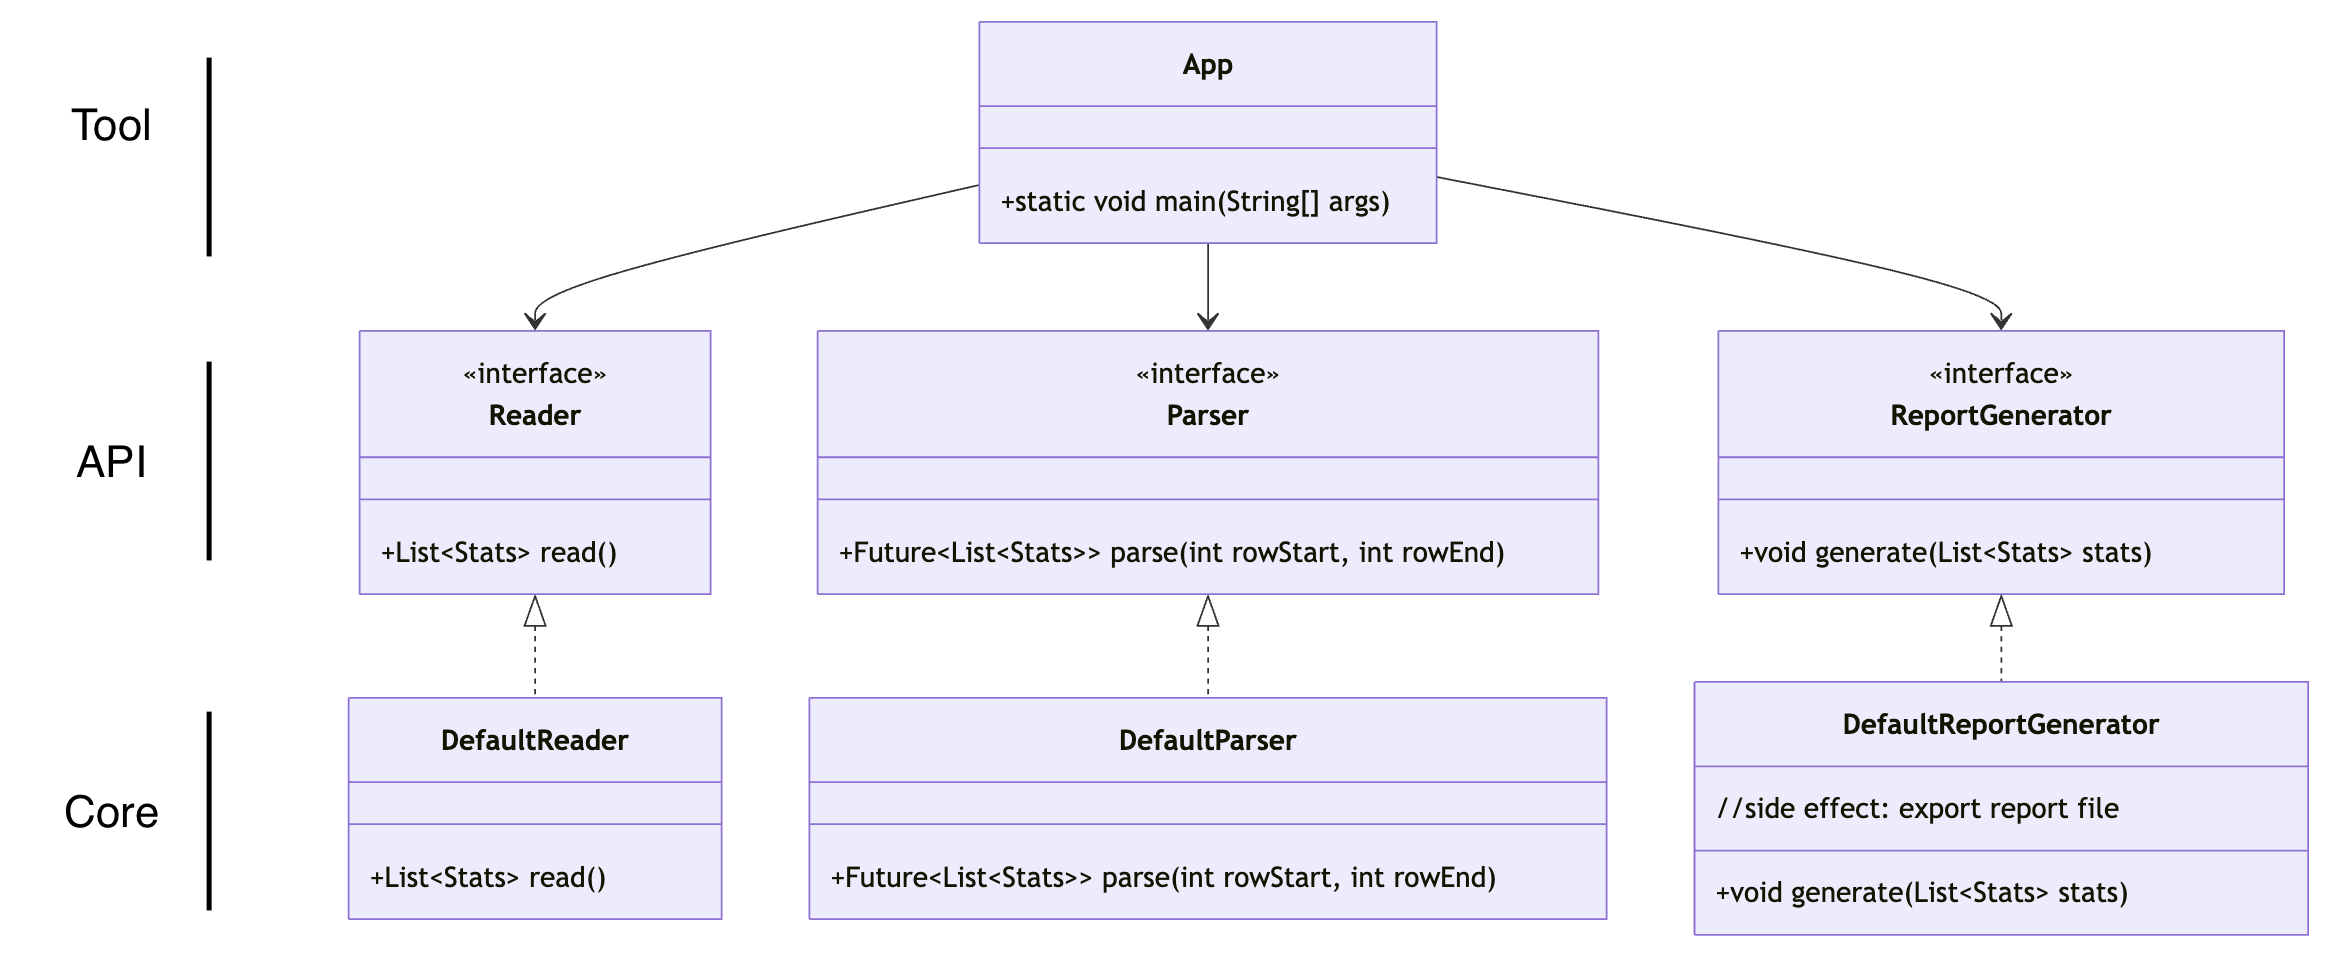 Tool
App
+static void main(String[] args)
API
«interface»
Reader
+List<Stats> read()
«interface»
Parser
+Future<List<Stats>> parse(int rowStart, int rowEnd)
«interface»
ReportGenerator
+void generate(List<Stats> stats)
Core
DefaultReader
+List<Stats> read()
DefaultParser
+Future<List<Stats>> parse(int rowStart, int rowEnd)
DefaultReportGenerator
//side effect: export report file
+void generate(List<Stats> stats)